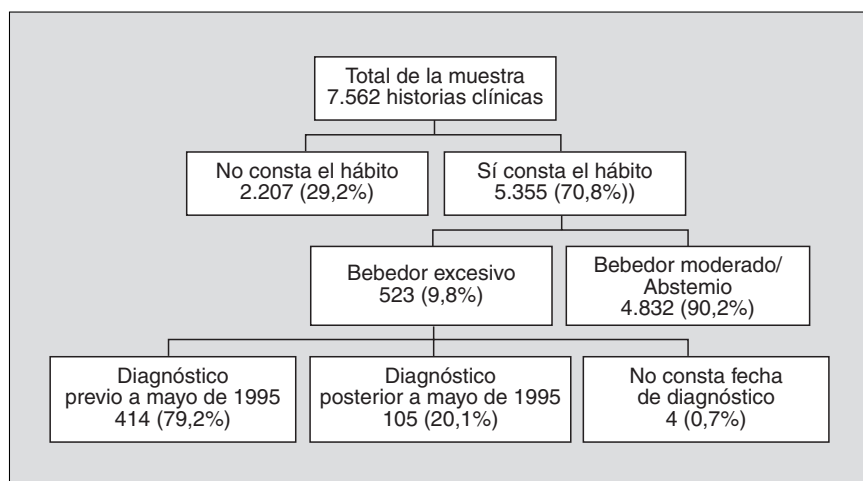 Total de la muestra
7.562 historias clínicas
No consta el hábito
2.207 (29,2%)
Sí consta el hábito
5.355 (70,8%))
Bebedor excesivo
523 (9,8%)
Bebedor moderado/
Abstemio
4.832 (90,2%)
Diagnóstico
previo a mayo de 1995
414 (79,2%)
Diagnóstico
posterior a mayo de 1995
105 (20,1%)
No consta fecha
de diagnóstico
4 (0,7%)